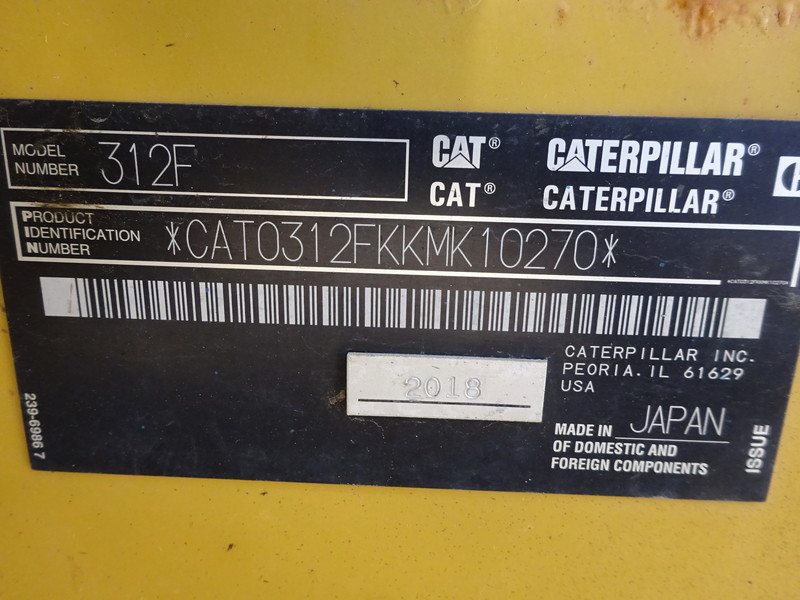 MODEL
NUMBER 312F
CAT® CATERPILLAR®
CAT® CATERPILLAR®
PRODUCT
IDENTIFICATION
NUMBER *CAT0312FKKMK10270*
CATERPILLAR INC.
PEORIA, IL 61629
USA
2018
MADE IN JAPAN
OF DOMESTIC AND
FOREIGN COMPONENTS
239-6986 7
ISSUE